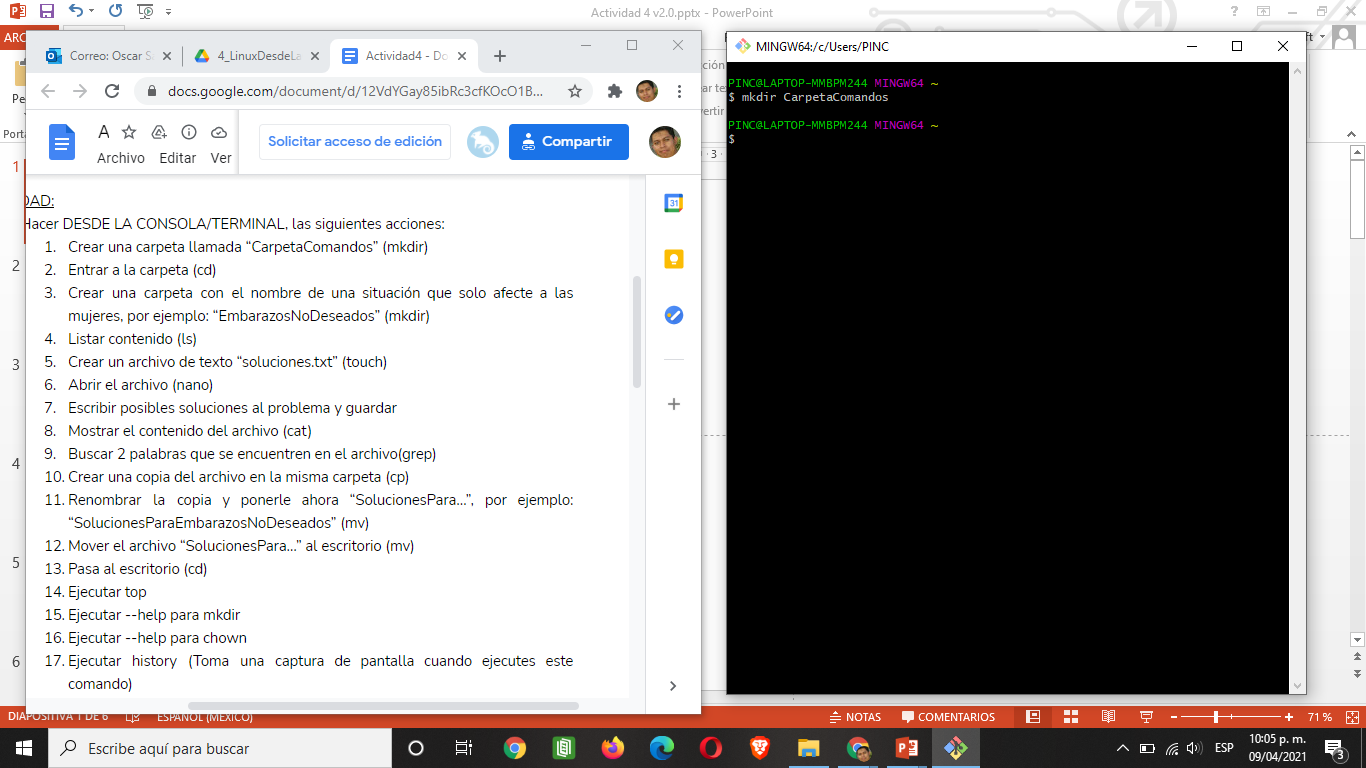 Actividad 4 v2.0.pptx - PowerPoint
Correo: Oscar S
4_LinuxDesdeLa
Actividad4 - Do
docs.google.com/document/d/12VdYGay85ibRc3cfKOcO1B...
A
Archivo Editar Ver
Solicitar acceso de edición
Compartir
DAD:
Hacer DESDE LA CONSOLA/TERMINAL, las siguientes acciones:
1. Crear una carpeta llamada “CarpetaComandos” (mkdir)
2. Entrar a la carpeta (cd)
3. Crear una carpeta con el nombre de una situación que solo afecte a las
mujeres, por ejemplo: “EmbarazosNoDeseados” (mkdir)
4. Listar contenido (ls)
5. Crear un archivo de texto “soluciones.txt” (touch)
6. Abrir el archivo (nano)
7. Escribir posibles soluciones al problema y guardar
8. Mostrar el contenido del archivo (cat)
9. Buscar 2 palabras que se encuentren en el archivo(grep)
10. Crear una copia del archivo en la misma carpeta (cp)
11. Renombrar la copia y ponerle ahora “SolucionesPara...”, por ejemplo:
“SolucionesParaEmbarazosNoDeseados” (mv)
12. Mover el archivo “SolucionesPara...” al escritorio (mv)
13. Pasa al escritorio (cd)
14. Ejecutar top
15. Ejecutar --help para mkdir
16. Ejecutar --help para chown
17. Ejecutar history (Toma una captura de pantalla cuando ejecutes este
comando)
31
MINGW64:/c/Users/PINC
PINC@LAPTOP-MMBPM244 MINGW64 ~
$ mkdir CarpetaComandos
PINC@LAPTOP-MMBPM244 MINGW64 ~
$
1
2
3
4
5
6
DIAPOSITIVA 1 DE 6
ESPAÑOL (MÉXICO)
NOTAS
COMENTARIOS
71 %
Escribe aquí para buscar
ESP
10:05 p. m.
09/04/2021
3